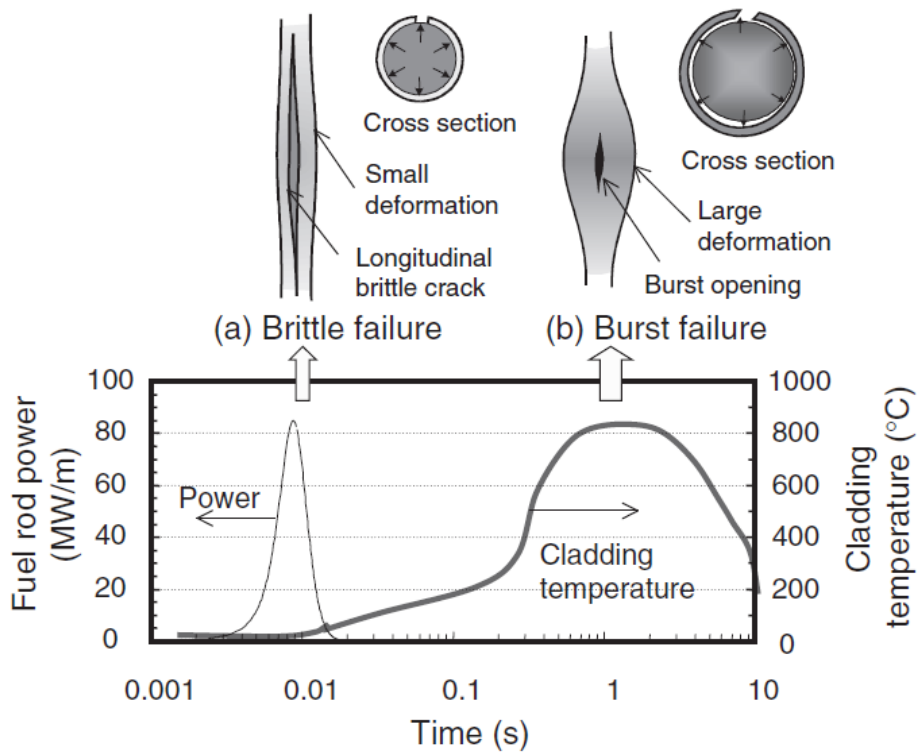 Cross section
Small
deformation
Longitudinal
brittle crack
(a) Brittle failure
Cross section
Large
deformation
Burst opening
(b) Burst failure
Fuel rod power
(MW/m)
100
80
60
40
20
0
Power
Cladding
temperature
1000
800
600
400
200
0
Cladding
temperature (°C)
0.001
0.01
0.1
1
10
Time (s)